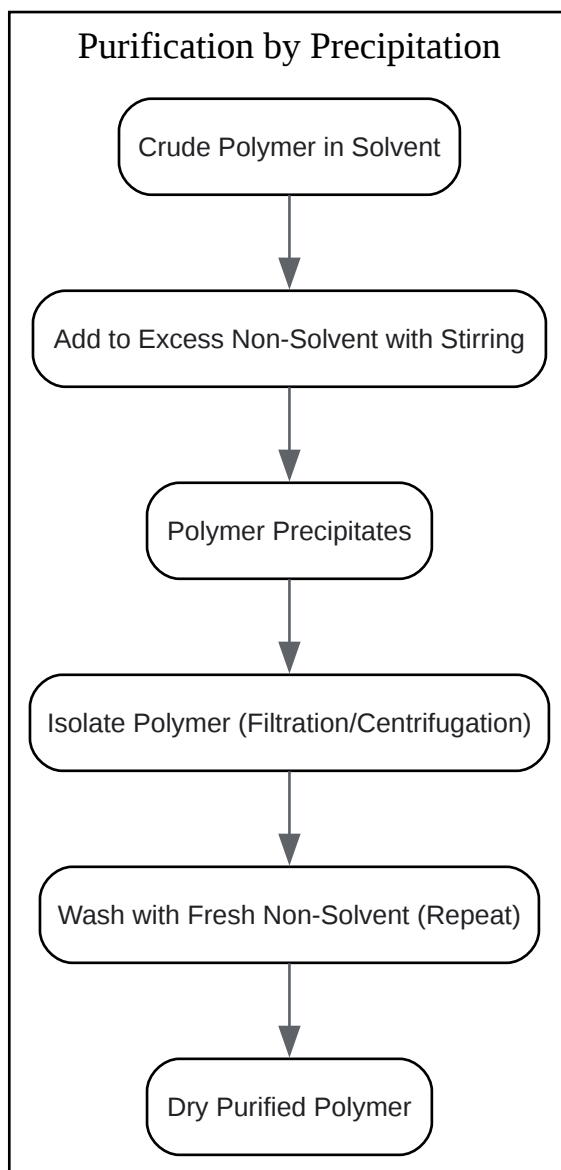 Purification by Precipitation
Crude Polymer in Solvent
Add to Excess Non-Solvent with Stirring
Polymer Precipitates
Isolate Polymer (Filtration/Centrifugation)
Wash with Fresh Non-Solvent (Repeat)
Dry Purified Polymer